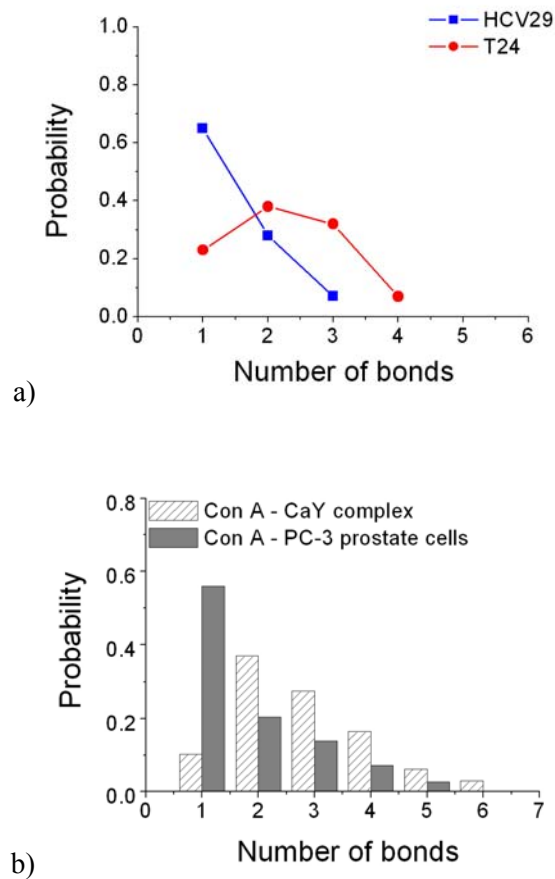 HCV29
T24
1.0
0.8
0.6
0.4
0.2
0.0
Probability
0 1 2 3 4 5 6
Number of bonds
a)
Con A - CaY complex
Con A - PC-3 prostate cells
0.8
0.6
0.4
0.2
0.0
Probability
0 1 2 3 4 5 6 7
Number of bonds
b)